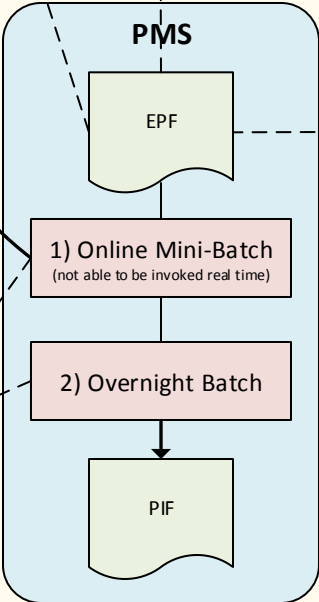 PMS
EPF
1) Online Mini-Batch
(not able to be invoked real time)
2) Overnight Batch
PIF